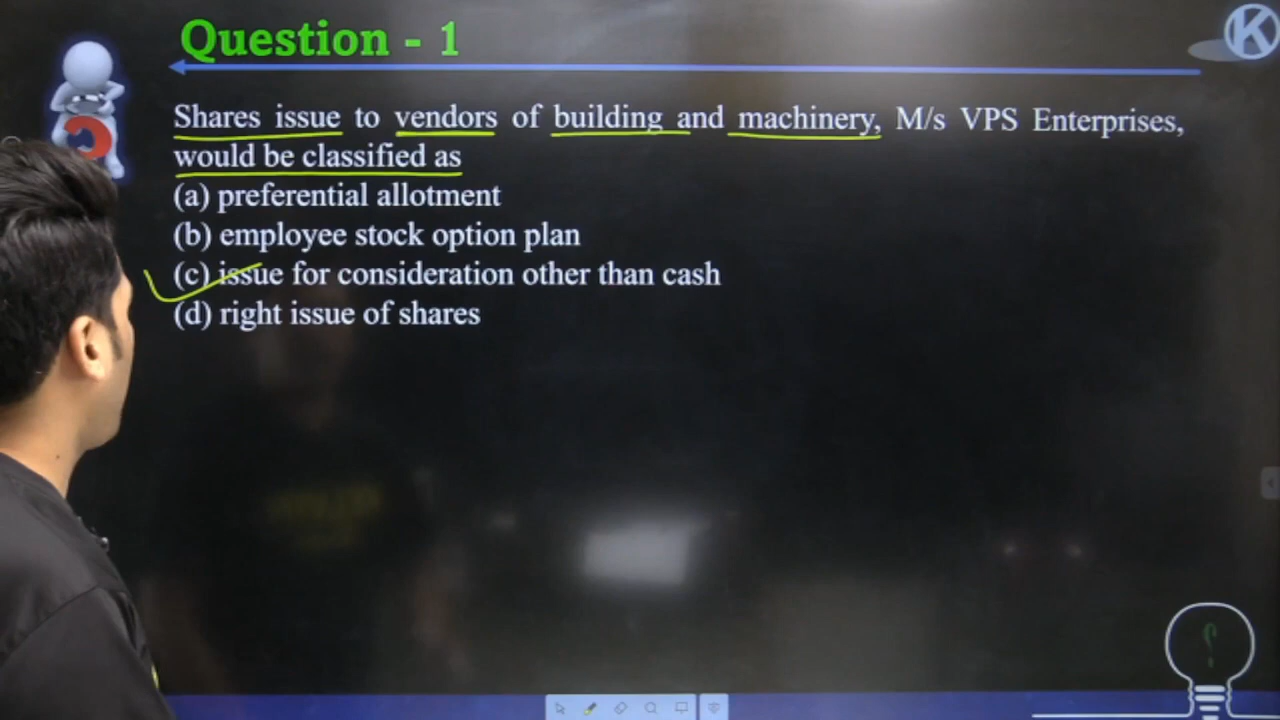 Question - 1
K
Shares issue to vendors of building and machinery, M/s VPS Enterprises,
would be classified as
(a) preferential allotment
(b) employee stock option plan
(c) issue for consideration other than cash
(d) right issue of shares